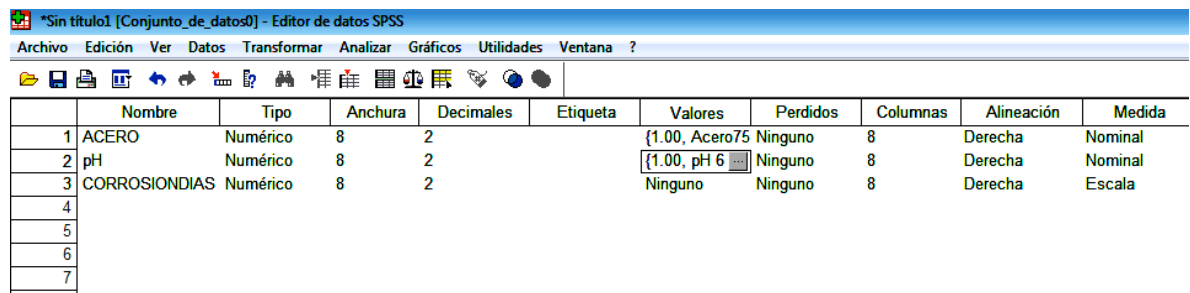 *Sin título1 [Conjunto_de_datos0] - Editor de datos SPSS
Archivo Edición Ver Datos Transformar Analizar Gráficos Utilidades Ventana ?
Nombre Tipo Anchura Decimales Etiqueta Valores Perdidos Columnas Alineación Medida
1 ACERO Numérico 8 2 {1.00, Acero75 Ninguno 8 Derecha Nominal
2 pH Numérico 8 2 {1.00, pH 6 ... Ninguno 8 Derecha Nominal
3 CORROSIONDIAS Numérico 8 2 Ninguno Ninguno 8 Derecha Escala
4
5
6
7